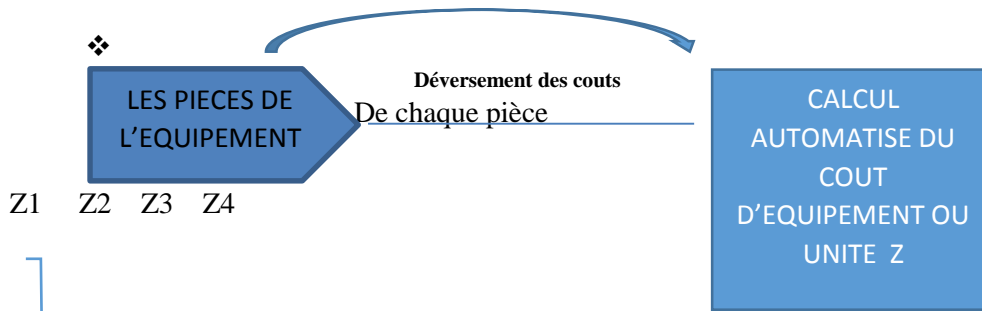 ❖
LES PIECES DE
L’EQUIPEMENT
Déversement des couts
De chaque pièce
Z1 Z2 Z3 Z4
CALCUL
AUTOMATISE DU
COUT
D’EQUIPEMENT OU
UNITE Z